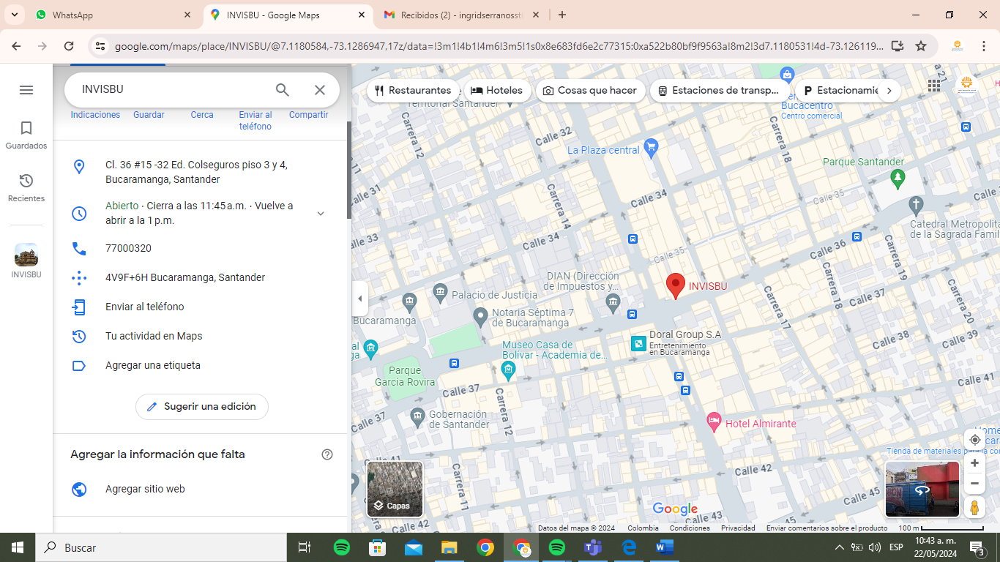 WhatsApp
INVISBU - Google Maps
Recibidos (2) - ingridserranosst
google.com/maps/place/INVISBU/@7.1180584,-73.1286947,17z/data=!3m1!4b1!4m6!3m5!1s0x8e683fd6e2c77315:0xa522b80bf9f9563a!8m2!3d7.1180531!4d-73.126119...
INVISBU
Indicaciones
Guardar
Cerca
Enviar al
teléfono
Compartir
Guardados
Recientes
INVISBU
Cl. 36 #15 -32 Ed. Colseguros piso 3 y 4,
Bucaramanga, Santander
Abierto · Cierra a las 11:45 a.m. · Vuelve a
abrir a la 1 p.m.
77000320
4V9F+6H Bucaramanga, Santander
Enviar al teléfono
Tu actividad en Maps
Agregar una etiqueta
Sugerir una edición
Agregar la información que falta
Agregar sitio web
Restaurantes
Hoteles
Cosas que hacer
Estaciones de transp...
Estacionamie
Territorial Santander
Bucacentro
Centro comercial
Carrera 12
Calle 32
La Plaza central
Carrera 18
Parque Santander
Calle 31
Carrera 14
Calle 34
Calle 35
Catedral Metropolita
de la Sagrada Famil
Calle 33
Calle 34
Calle 35
Calle 36
Carrera 19
DIAN (Dirección
de Impuestos y...
INVISBU
Palacio de Justicia
Carrera 18
Calle 37
Notaria Séptima 7
de Bucaramanga
Bucaramanga
Carrera 17
Carrera 20
Doral Group S.A
Entretenimiento
en Bucaramanga
Calle 39
Museo Casa de
Bolívar - Academia de...
Parque
García Rovira
Calle 37
Calle 41
Carrera 12
Calle 37
Gobernación
de Santander
Hotel Almirante
Tienda de materiales para la con
Calle 41
Calle 42
Carrera 11
Calle 45
Calle 42
Calle 43
Capas
Google
Datos del mapa © 2024
Colombia
Condiciones
Privacidad
Enviar comentarios sobre el producto
100 m
Buscar
ESP
10:43 a. m.
22/05/2024
3